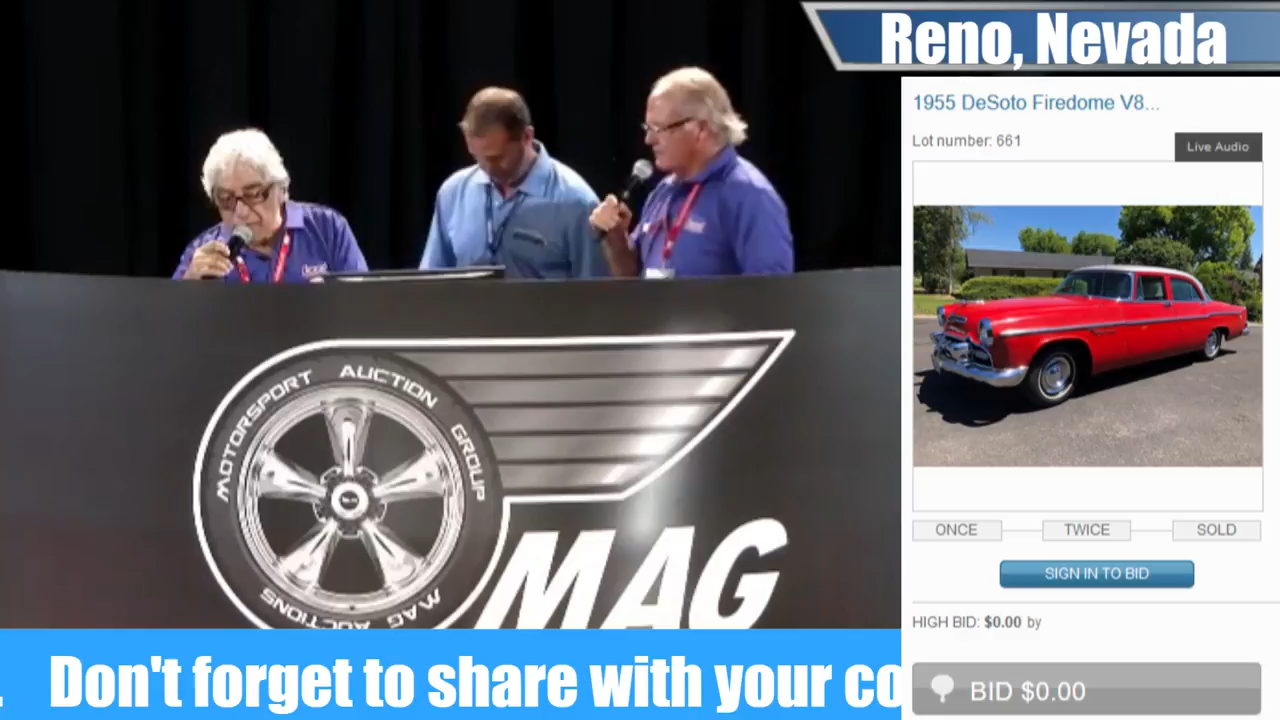 Reno, Nevada
1955 DeSoto Firedome V8...
Lot number: 661
Live Audio
MOTORSPORT AUCTION GROUP
MAG AUCTIONS
MAG
ONCE
TWICE
SOLD
SIGN IN TO BID
HIGH BID: $0.00 by
BID $0.00
. Don't forget to share with your co